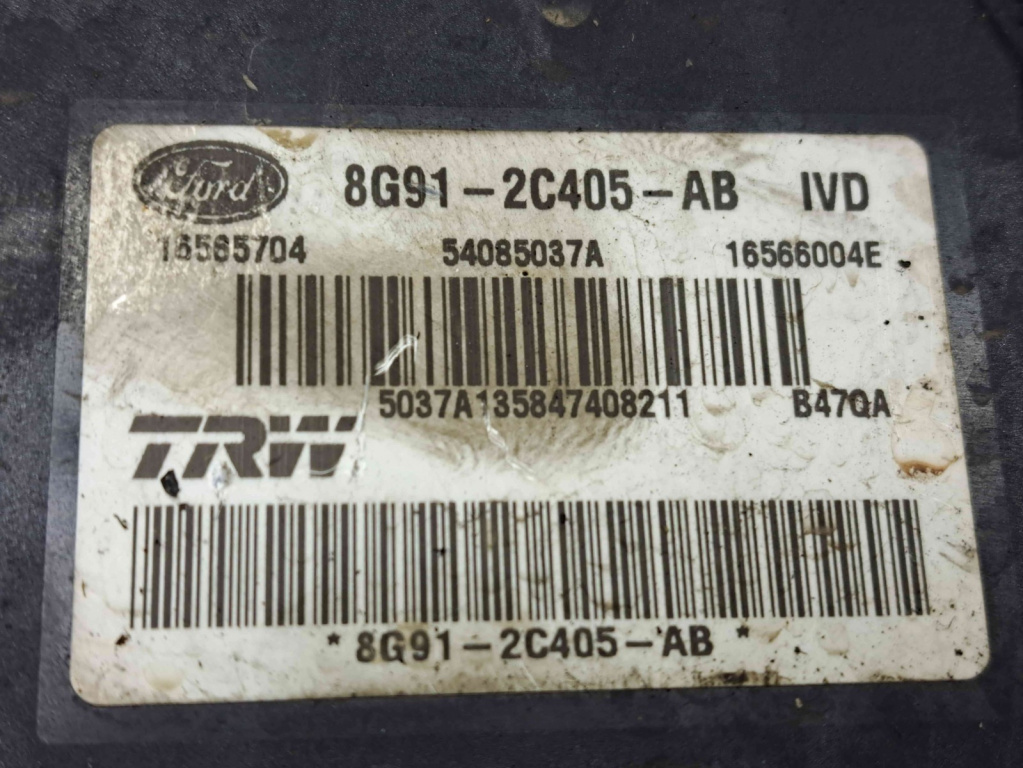 Ford 8G91-2C405-AB IVD
16565704 54085037A 16566004E
5037A135847408211 B47QA
TRW
*8G91-2C405-AB*